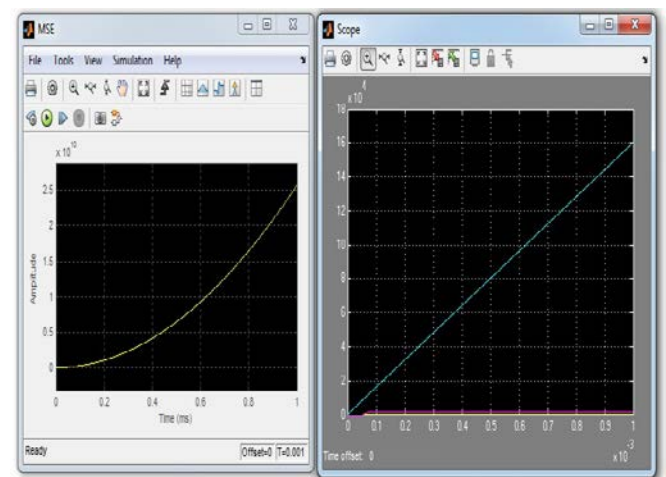 MSE
File Tools View Simulation Help
x 10^10
2.5
2
1.5
1
0.5
0
Amplitude
0 0.2 0.4 0.6 0.8 1
Time (ms)
Ready Offset=0 T=0.001
Scope
x 10^4
18
16
14
12
10
8
6
4
2
0
0 0.1 0.2 0.3 0.4 0.5 0.6 0.7 0.8 0.9 1
Time offset: 0
x 10^-3